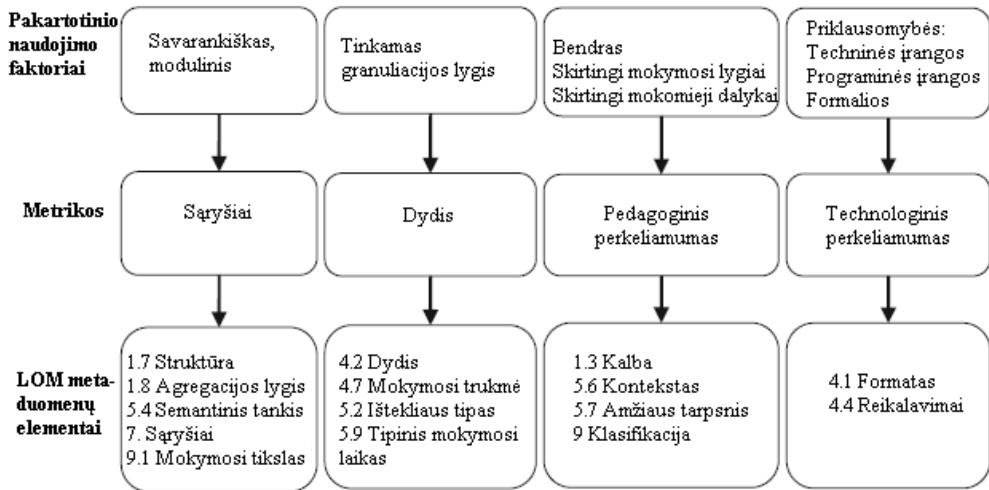 Pakartotinio
naudojimo
faktoriai
Savarankiškas,
modulinis
Tinkamas
granuliacijos lygis
Bendras
Skirtingi mokymosi lygiai
Skirtingi mokomieji dalykai
Priklausomybės:
Techninės įrangos
Programinės įrangos
Formalios
Metrikos
Sąryšiai
Dydis
Pedagoginis
perkeliamumas
Technologinis
perkeliamumas
LOM meta-
duomenų
elementai
1.7 Struktūra
1.8 Agregacijos lygis
5.4 Semantinis tankis
7. Sąryšiai
9.1 Mokymosi tikslas
4.2 Dydis
4.7 Mokymosi trukmė
5.2 Ištekliaus tipas
5.9 Tipinis mokymosi
laikas
1.3 Kalba
5.6 Kontekstas
5.7 Amžiaus tarpsnis
9 Klasifikacija
4.1 Formatas
4.4 Reikalavimai